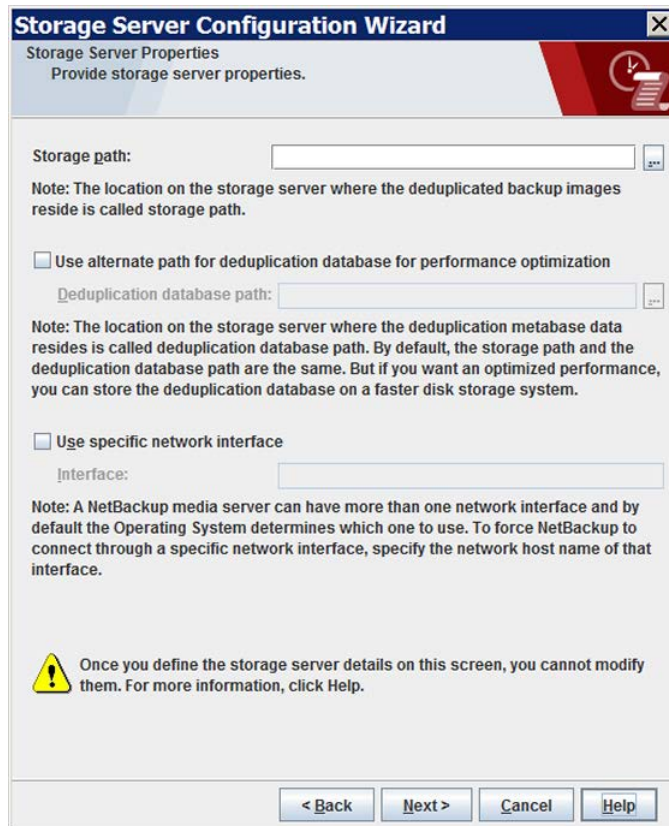 Storage Server Configuration Wizard
Storage Server Properties
Provide storage server properties.
Storage path:
...
Note: The location on the storage server where the deduplicated backup images
reside is called storage path.
Use alternate path for deduplication database for performance optimization
Deduplication database path:
...
Note: The location on the storage server where the deduplication metabase data
resides is called deduplication database path. By default, the storage path and the
deduplication database path are the same. But if you want an optimized performance,
you can store the deduplication database on a faster disk storage system.
Use specific network interface
Interface:
Note: A NetBackup media server can have more than one network interface and by
default the Operating System determines which one to use. To force NetBackup to
connect through a specific network interface, specify the network host name of that
interface.
Once you define the storage server details on this screen, you cannot modify
them. For more information, click Help.
< Back Next > Cancel Help